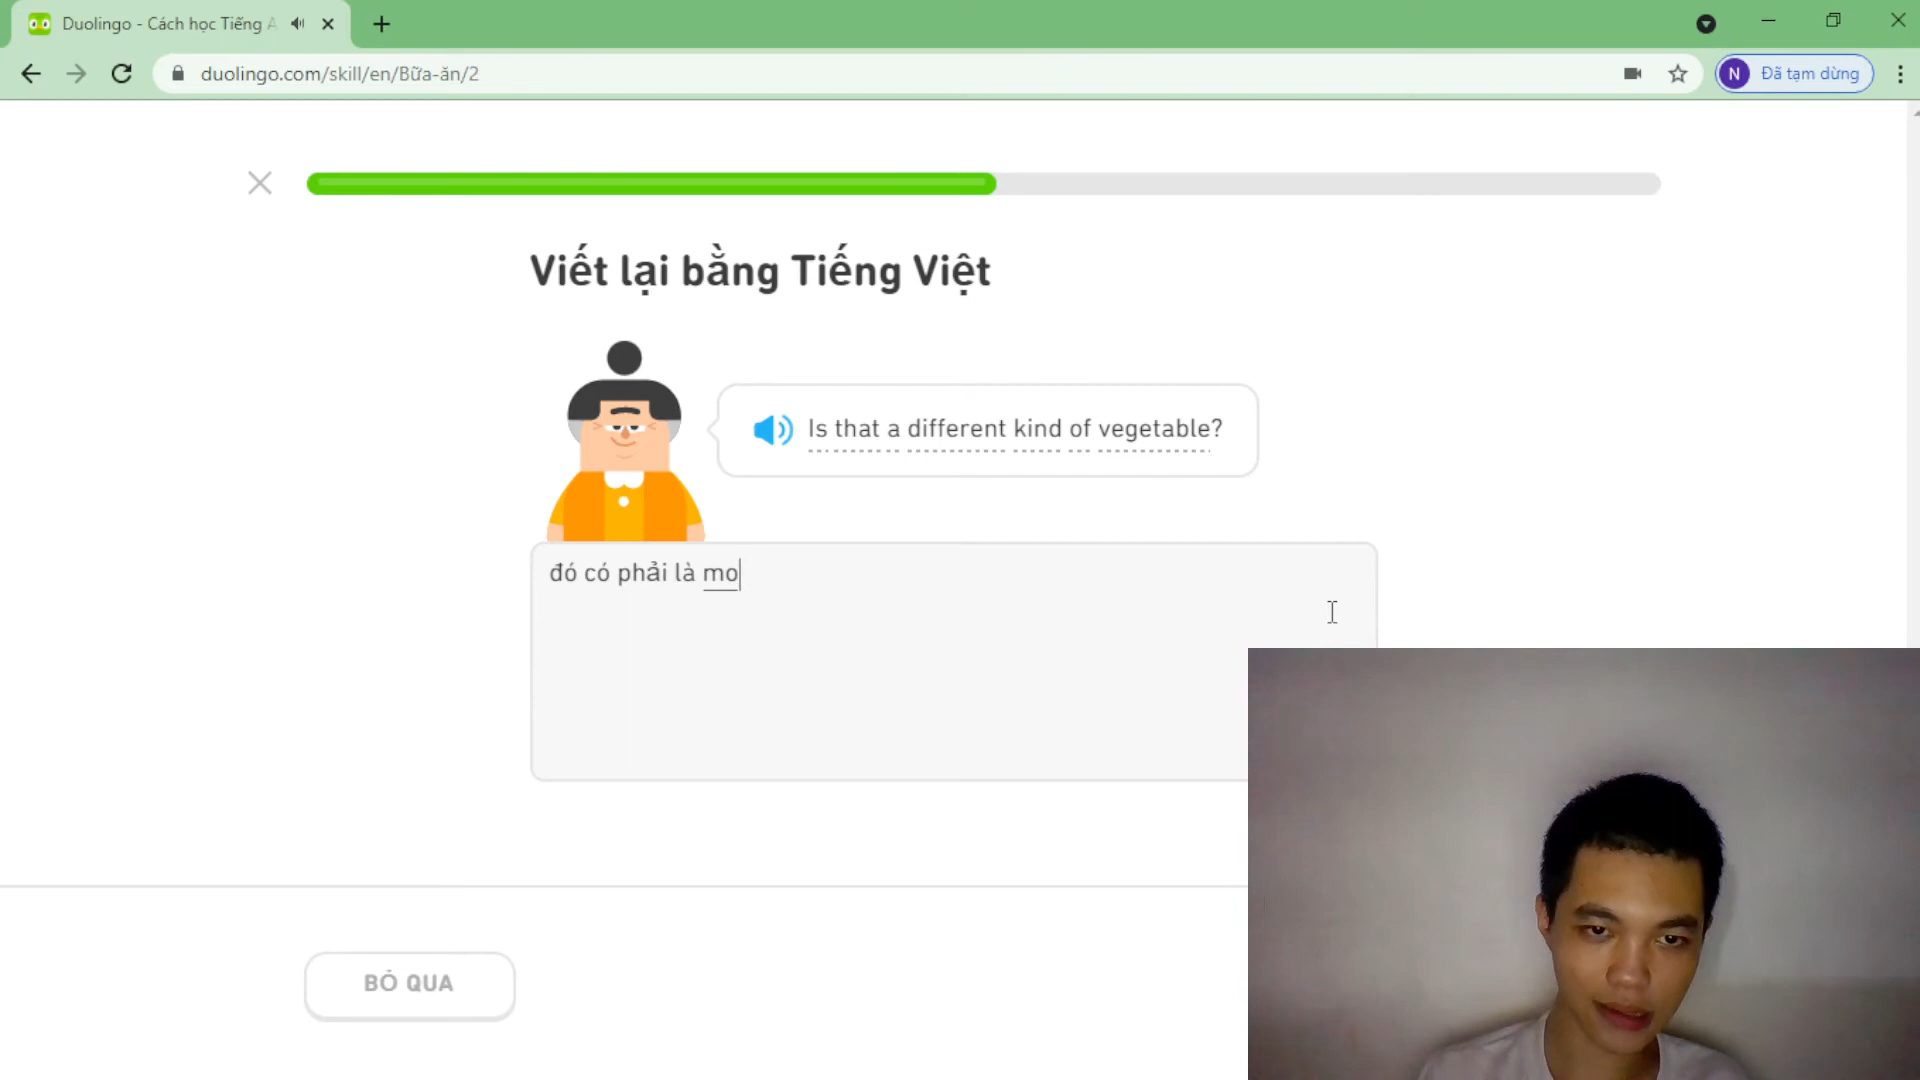 Duolingo - Cách học Tiếng A
duolingo.com/skill/en/Bữa-ăn/2
N
Đã tạm dừng
Viết lại bằng Tiếng Việt
Is that a different kind of vegetable?
đó có phải là mo
BỎ QUA